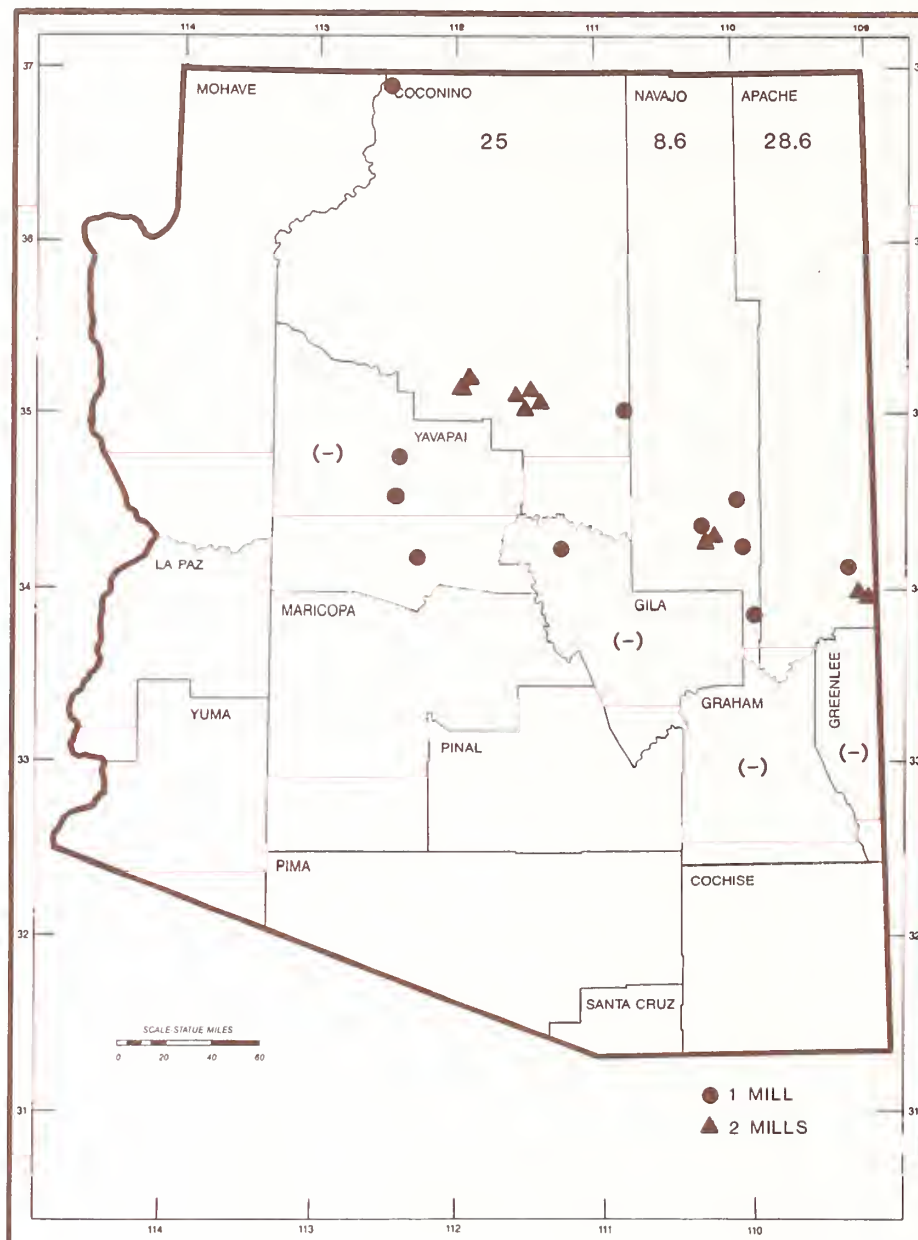 114 113 112 111 110 109
37
MOHAVE COCONINO NAVAJO APACHE
25 8.6 28.6
36
35
YAVAPAI
(-)
34
LA PAZ
MARICOPA GILA
(-)
GREENLEE
YUMA GRAHAM
PINAL
33
(-) (-)
PIMA
COCHISE
32
SANTA CRUZ
SCALE-STATUE MILES
0 20 40 60
1 MILL
31
2 MILLS
114 113 112 111 110